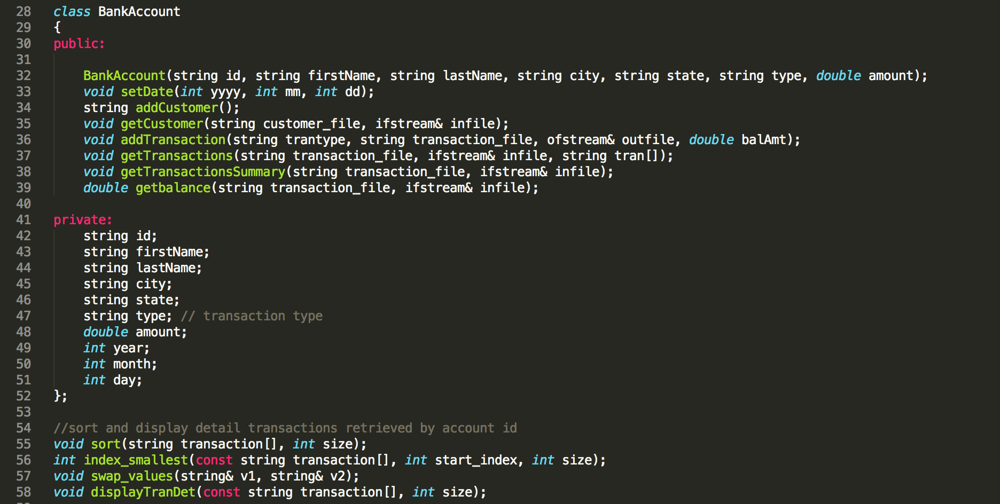 28 class BankAccount
29 {
30 public:
31
32     BankAccount(string id, string firstName, string lastName, string city, string state, string type, double amount);
33     void setDate(int yyyy, int mm, int dd);
34     string addCustomer();
35     void getCustomer(string customer_file, ifstream& infile);
36     void addTransaction(string trantype, string transaction_file, ofstream& outfile, double balAmt);
37     void getTransactions(string transaction_file, ifstream& infile, string tran[]);
38     void getTransactionsSummary(string transaction_file, ifstream& infile);
39     double getbalance(string transaction_file, ifstream& infile);
40
41 private:
42     string id;
43     string firstName;
44     string lastName;
45     string city;
46     string state;
47     string type; // transaction type
48     double amount;
49     int year;
50     int month;
51     int day;
52 };
53
54 //sort and display detail transactions retrieved by account id
55 void sort(string transaction[], int size);
56 int index_smallest(const string transaction[], int start_index, int size);
57 void swap_values(string& v1, string& v2);
58 void displayTranDet(const string transaction[], int size);